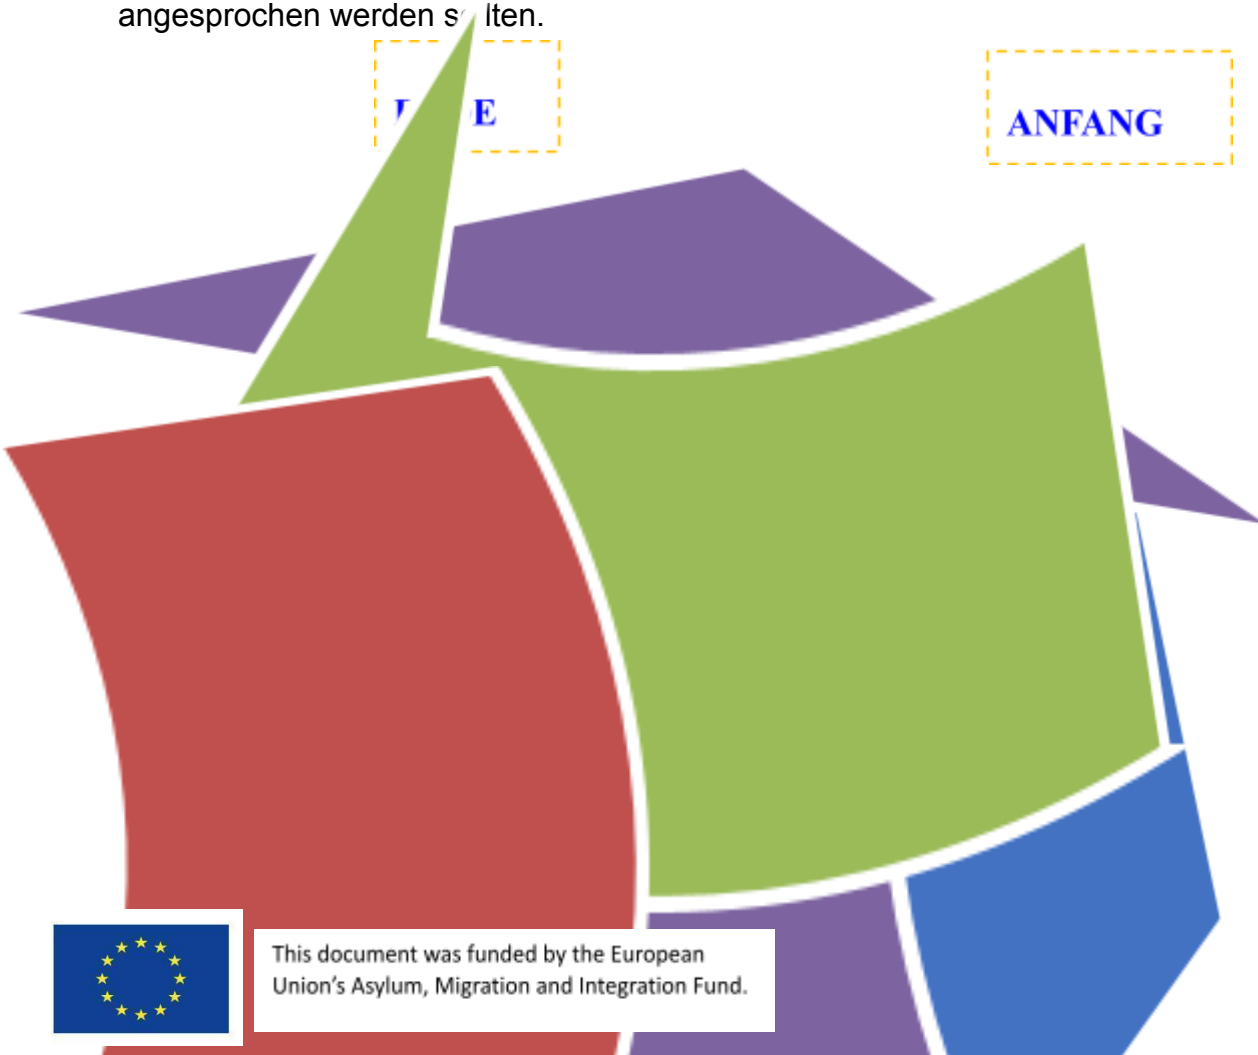 angesprochen werden
ANFANG
This document was funded by the European
Union's Asylum, Migration and Integration Fund.